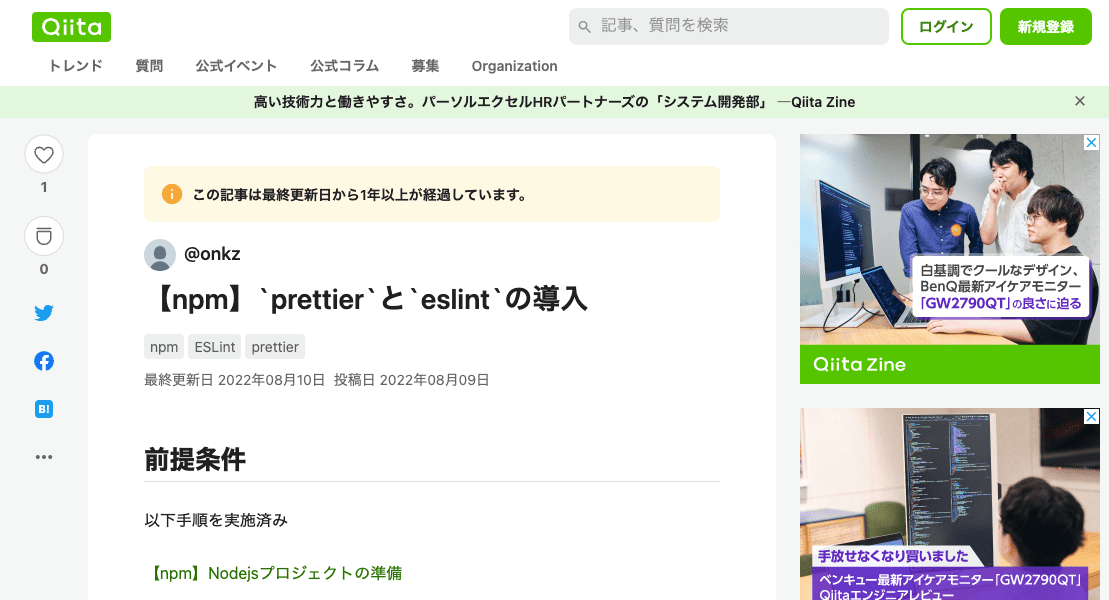 Qiita
記事、質問を検索
ログイン
新規登録
トレンド 質問 公式イベント 公式コラム 募集 Organization
高い技術力と働きやすさ。パーソルエクセルHRパートナーズの「システム開発部」 —Qiita Zine
1
0
B!
この記事は最終更新日から1年以上が経過しています。
@onkz
【npm】`prettier`と`eslint`の導入
npm ESLint prettier
最終更新日 2022年08月10日 投稿日 2022年08月09日
前提条件
以下手順を実施済み
【npm】Nodejsプロジェクトの準備
白基調でクールなデザイン、
BenQ最新アイケアモニター
「GW2790QT」の良さに迫る
Qiita Zine
手放せなくなり買いました
ベンキュー最新アイケアモニター「GW2790QT」
Qiitaエンジニアレビュー